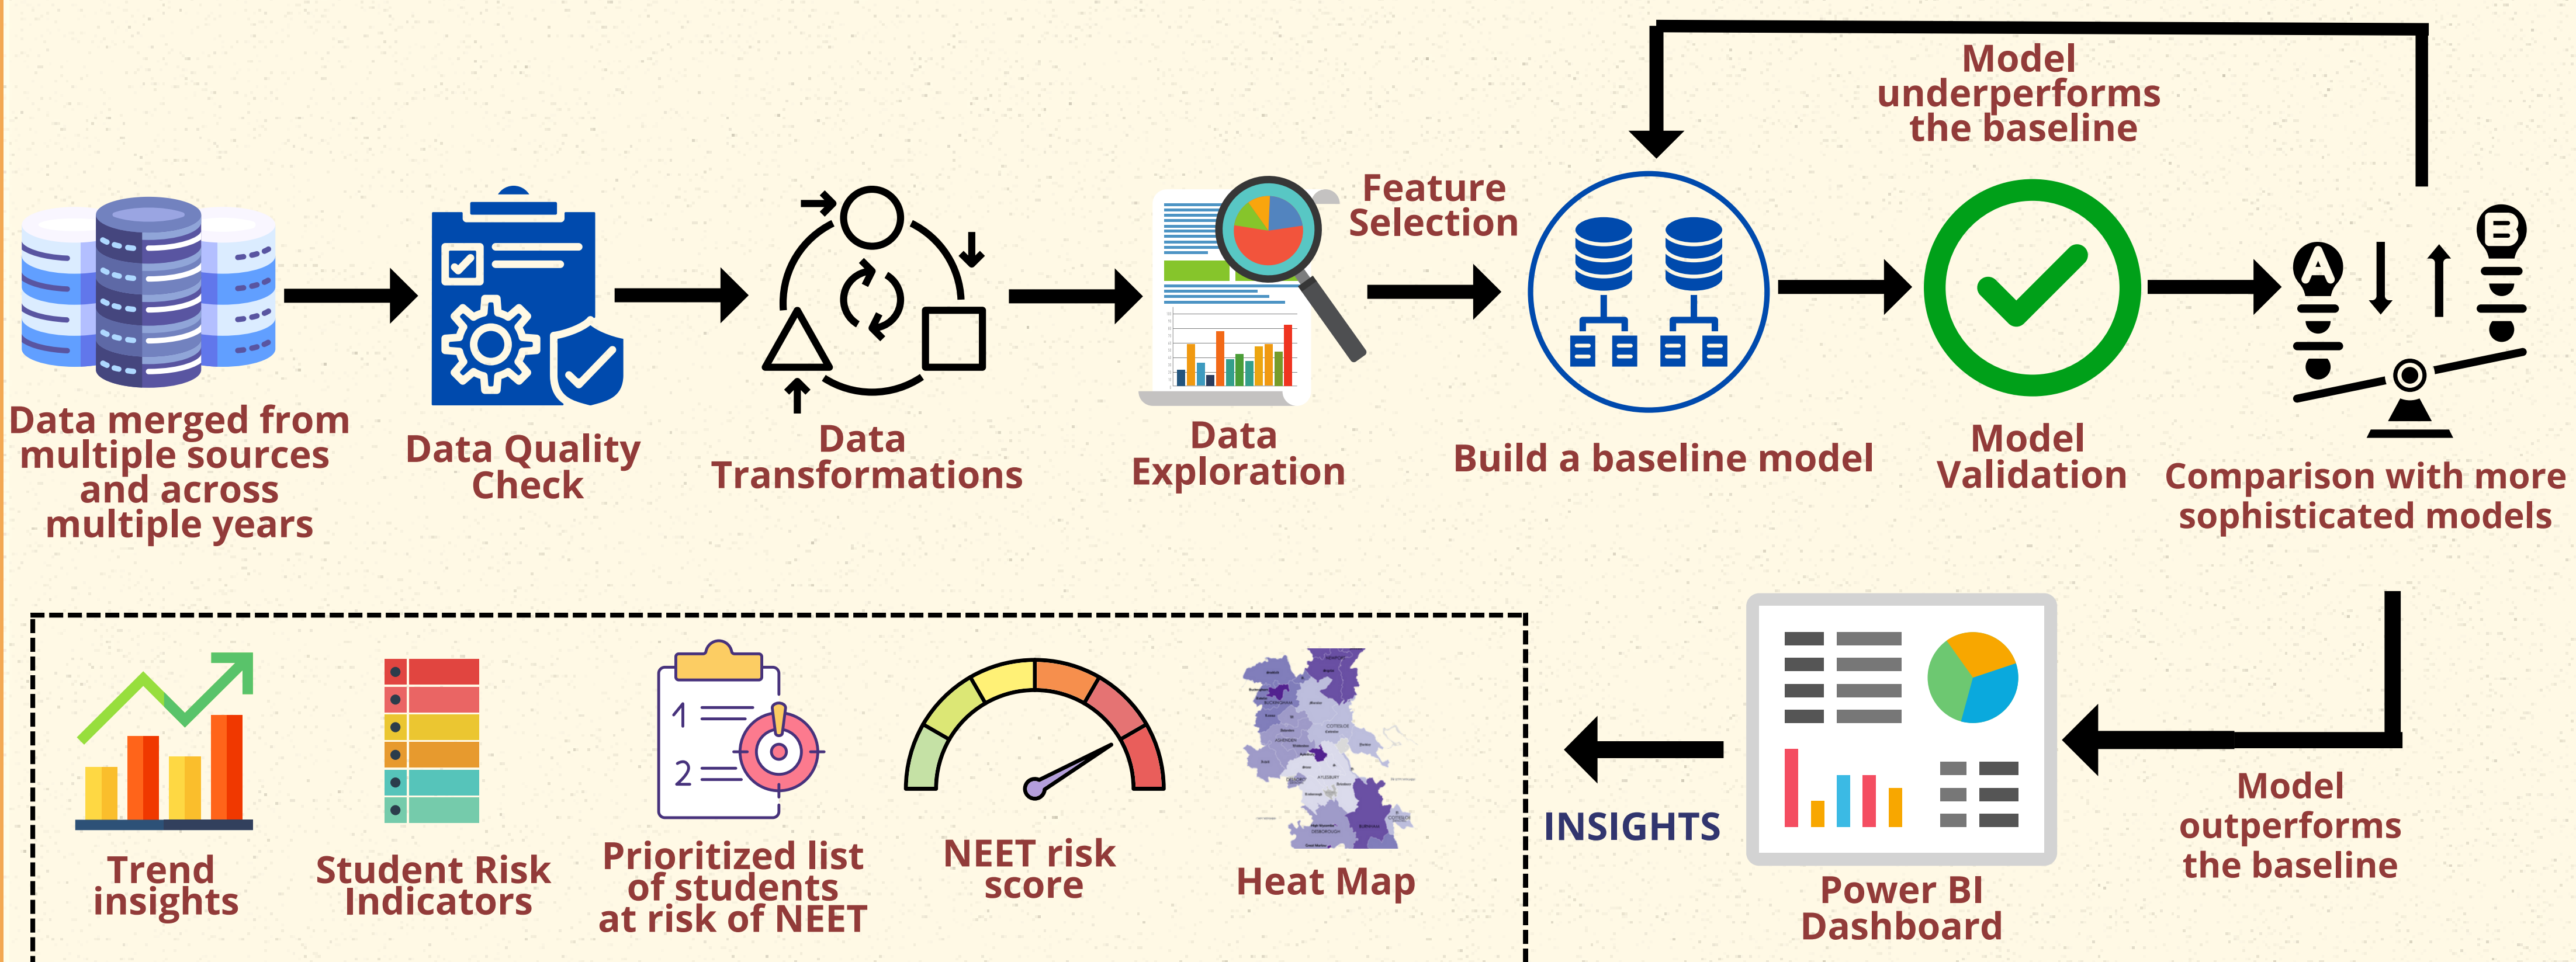 Model
underperforms
the baseline
Feature
Selection
A
B
Data merged from
multiple sources
and across
multiple years
Data Quality
Check
Data
Transformations
Data
Exploration
Build a baseline model
Model
Validation
Comparison with more
sophisticated models
1
2
Trend
insights
Student Risk
Indicators
Prioritized list
of students
at risk of NEET
NEET risk
score
Heat Map
INSIGHTS
Power BI
Dashboard
Model
outperforms
the baseline